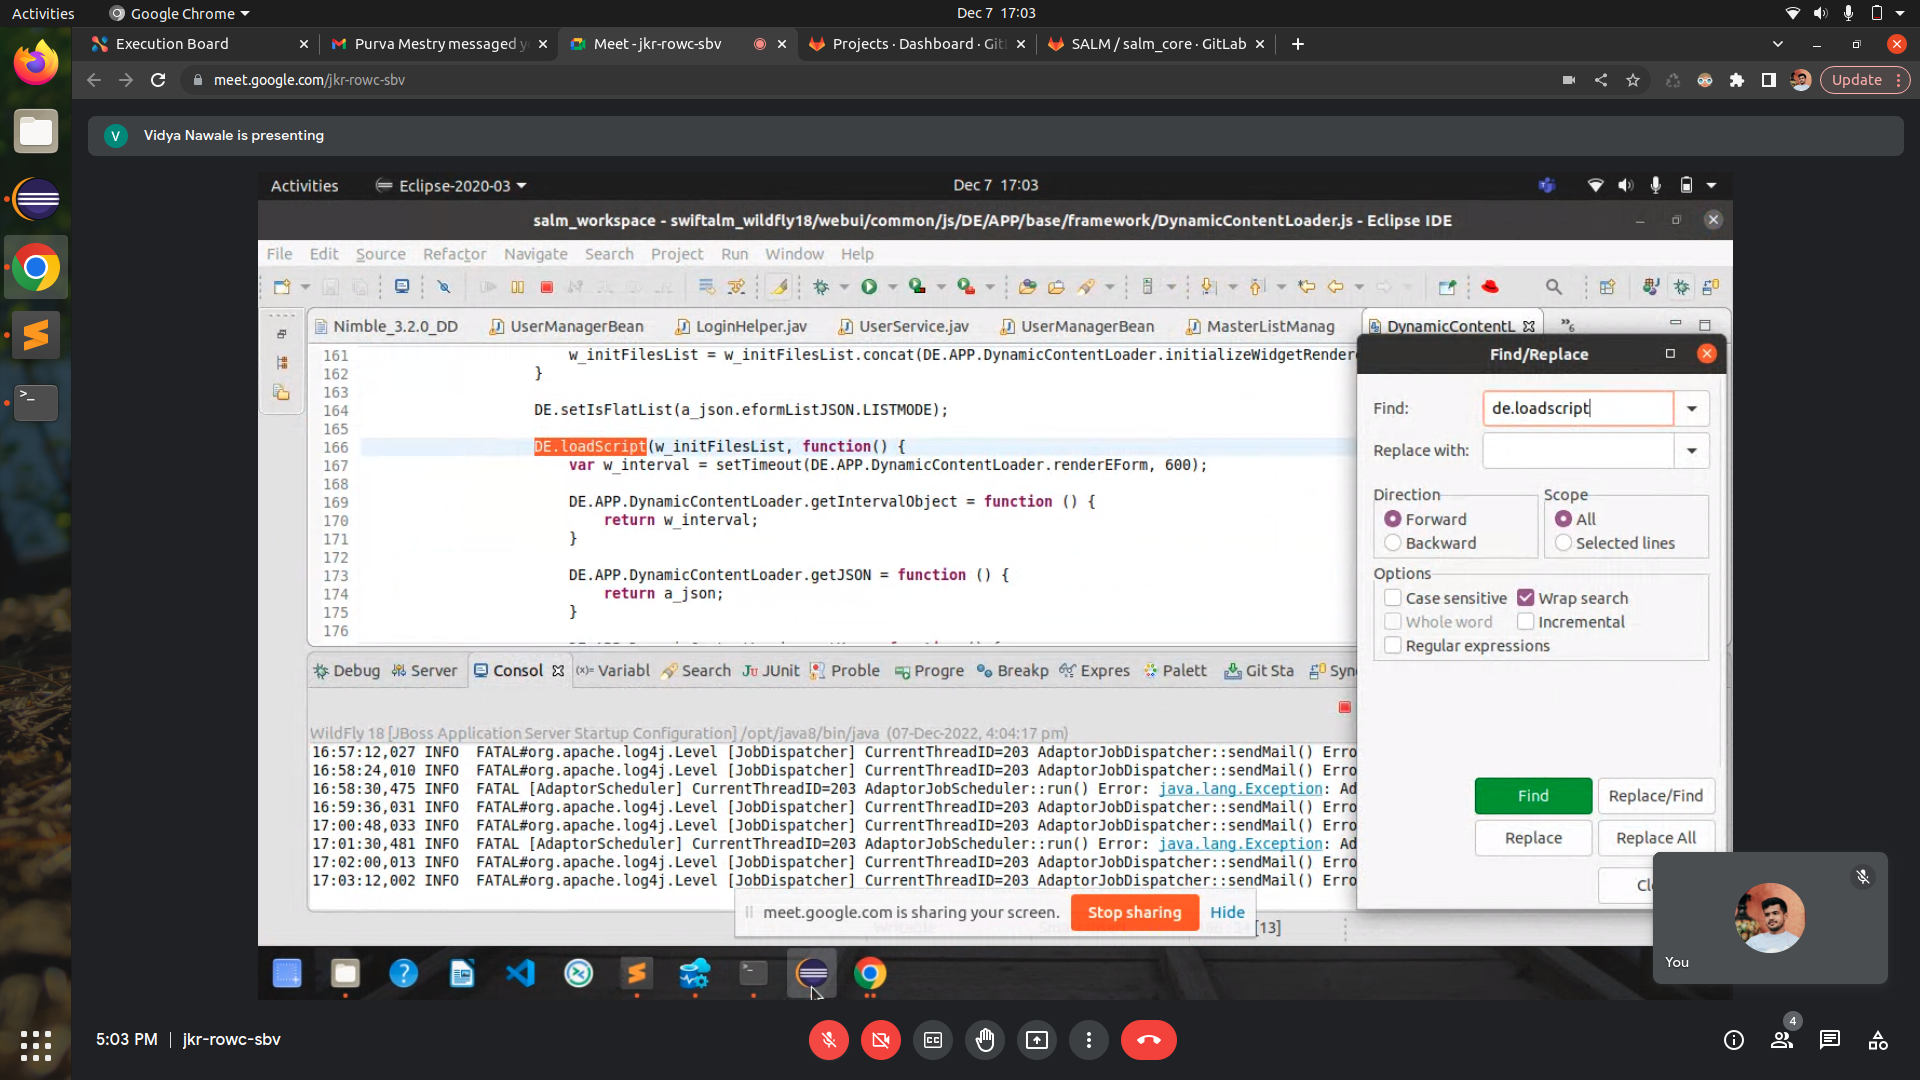 Activities Google Chrome Dec 7 17:03
Execution Board Purva Mestry messaged Meet - jkr-rowc-sbv Projects · Dashboard · Git SALM / salm_core · GitLab
meet.google.com/jkr-rowc-sbv Update
V Vidya Nawale is presenting
Activities Eclipse-2020-03 Dec 7 17:03
salm_workspace - swiftalm_wildfly18/webui/common/js/DE/APP/base/framework/DynamicContentLoader.js - Eclipse IDE
File Edit Source Refactor Navigate Search Project Run Window Help
Nimble_3.2.0_DD UserManagerBean LoginHelper.jav UserService.jav UserManagerBean MasterListManag DynamicContentL »6
161 w_initFilesList = w_initFilesList.concat(DE.APP.DynamicContentLoader.initializeWidgetRendere
162 }
163
164 DE.setIsFlatList(a_json.eformListJSON.LISTMODE);
165
166 DE.loadScript(w_initFilesList, function() {
167 var w_interval = setTimeout(DE.APP.DynamicContentLoader.renderEForm, 600);
168
169 DE.APP.DynamicContentLoader.getIntervalObject = function () {
170 return w_interval;
171 }
172
173 DE.APP.DynamicContentLoader.getJSON = function () {
174 return a_json;
175 }
176
Find/Replace
Find: de.loadscript
Replace with:
Direction Scope
Forward All
Backward Selected lines
Options
Case sensitive Wrap search
Whole word Incremental
Regular expressions
Find Replace/Find
Replace Replace All
Debug Server Consol (x)= Variabl Search Ju JUnit Proble Progre Breakp Expres Palett Git Sta Syn
WildFly 18 [JBoss Application Server Startup Configuration] /opt/java8/bin/java (07-Dec-2022, 4:04:17 pm)
16:57:12,027 INFO FATAL#org.apache.log4j.Level [JobDispatcher] CurrentThreadID=203 AdaptorJobDispatcher::sendMail() Erro
16:58:24,010 INFO FATAL#org.apache.log4j.Level [JobDispatcher] CurrentThreadID=203 AdaptorJobDispatcher::sendMail() Erro
16:58:30,475 INFO FATAL [AdaptorScheduler] CurrentThreadID=203 AdaptorJobScheduler::run() Error: java.lang.Exception: Ad
16:59:36,031 INFO FATAL#org.apache.log4j.Level [JobDispatcher] CurrentThreadID=203 AdaptorJobDispatcher::sendMail() Erro
17:00:48,033 INFO FATAL#org.apache.log4j.Level [JobDispatcher] CurrentThreadID=203 AdaptorJobDispatcher::sendMail() Erro
17:01:30,481 INFO FATAL [AdaptorScheduler] CurrentThreadID=203 AdaptorJobScheduler::run() Error: java.lang.Exception: Ad
17:02:00,013 INFO FATAL#org.apache.log4j.Level [JobDispatcher] CurrentThreadID=203 AdaptorJobDispatcher::sendMail() Erro
17:03:12,002 INFO FATAL#org.apache.log4j.Level [JobDispatcher] CurrentThreadID=203 AdaptorJobDispatcher::sendMail() Erro
meet.google.com is sharing your screen. Stop sharing Hide
[13]
You
5:03 PM | jkr-rowc-sbv
4